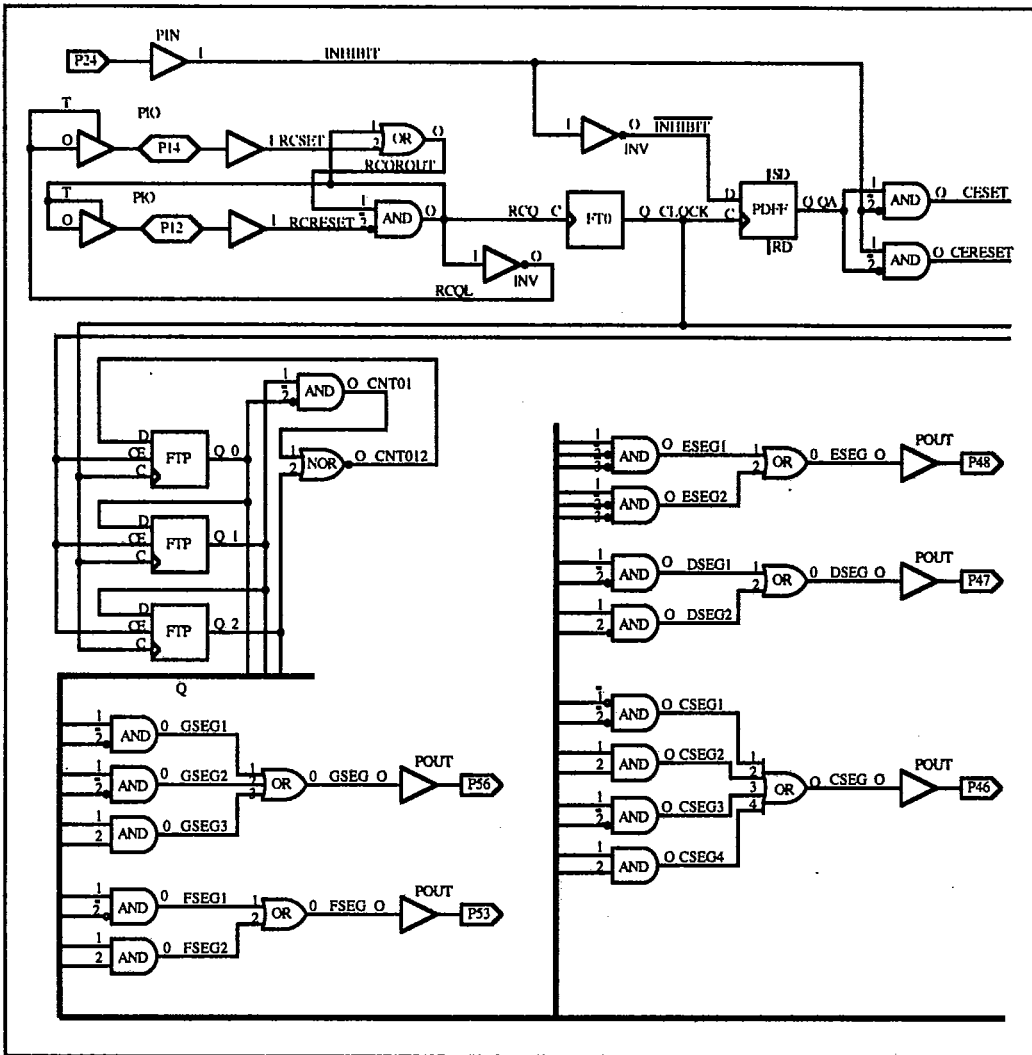 PIN
P24 I INHIBIT
T PIO
O P14 I RCSET 1 2 OR O
RCOROUT
I O INHIBIT
INV
T PIO
O P12 I RCRESET 1 2 AND O
RCQ C FT0 Q CLOCK
D SD
C PDFF Q QA
RD
1 2 AND O CESET
1 2 AND O CERESET
I O
INV
RCQL
1 2 AND O CNT01
D
CE FTP Q 0
C
1 2 NOR O CNT012
D
CE FTP Q 1
C
D
CE FTP Q 2
C
Q
1 2 AND 0 GSEG1
1 2 AND 0 GSEG2
1 2 AND 0 GSEG3
1 2 3 OR 0 GSEG O POUT P56
1 2 AND 0 FSEG1
1 2 AND 0 FSEG2
1 2 OR 0 FSEG O POUT P53
1 2 3 AND O ESEG1
1 2 3 AND O ESEG2
1 2 OR 0 ESEG O POUT P48
1 2 AND O DSEG1
1 2 AND O DSEG2
1 2 OR 0 DSEG O POUT P47
1 2 AND O CSEG1
1 2 AND O CSEG2
1 2 AND O CSEG3
1 2 AND O CSEG4
1 2 3 4 OR O CSEG O POUT P46